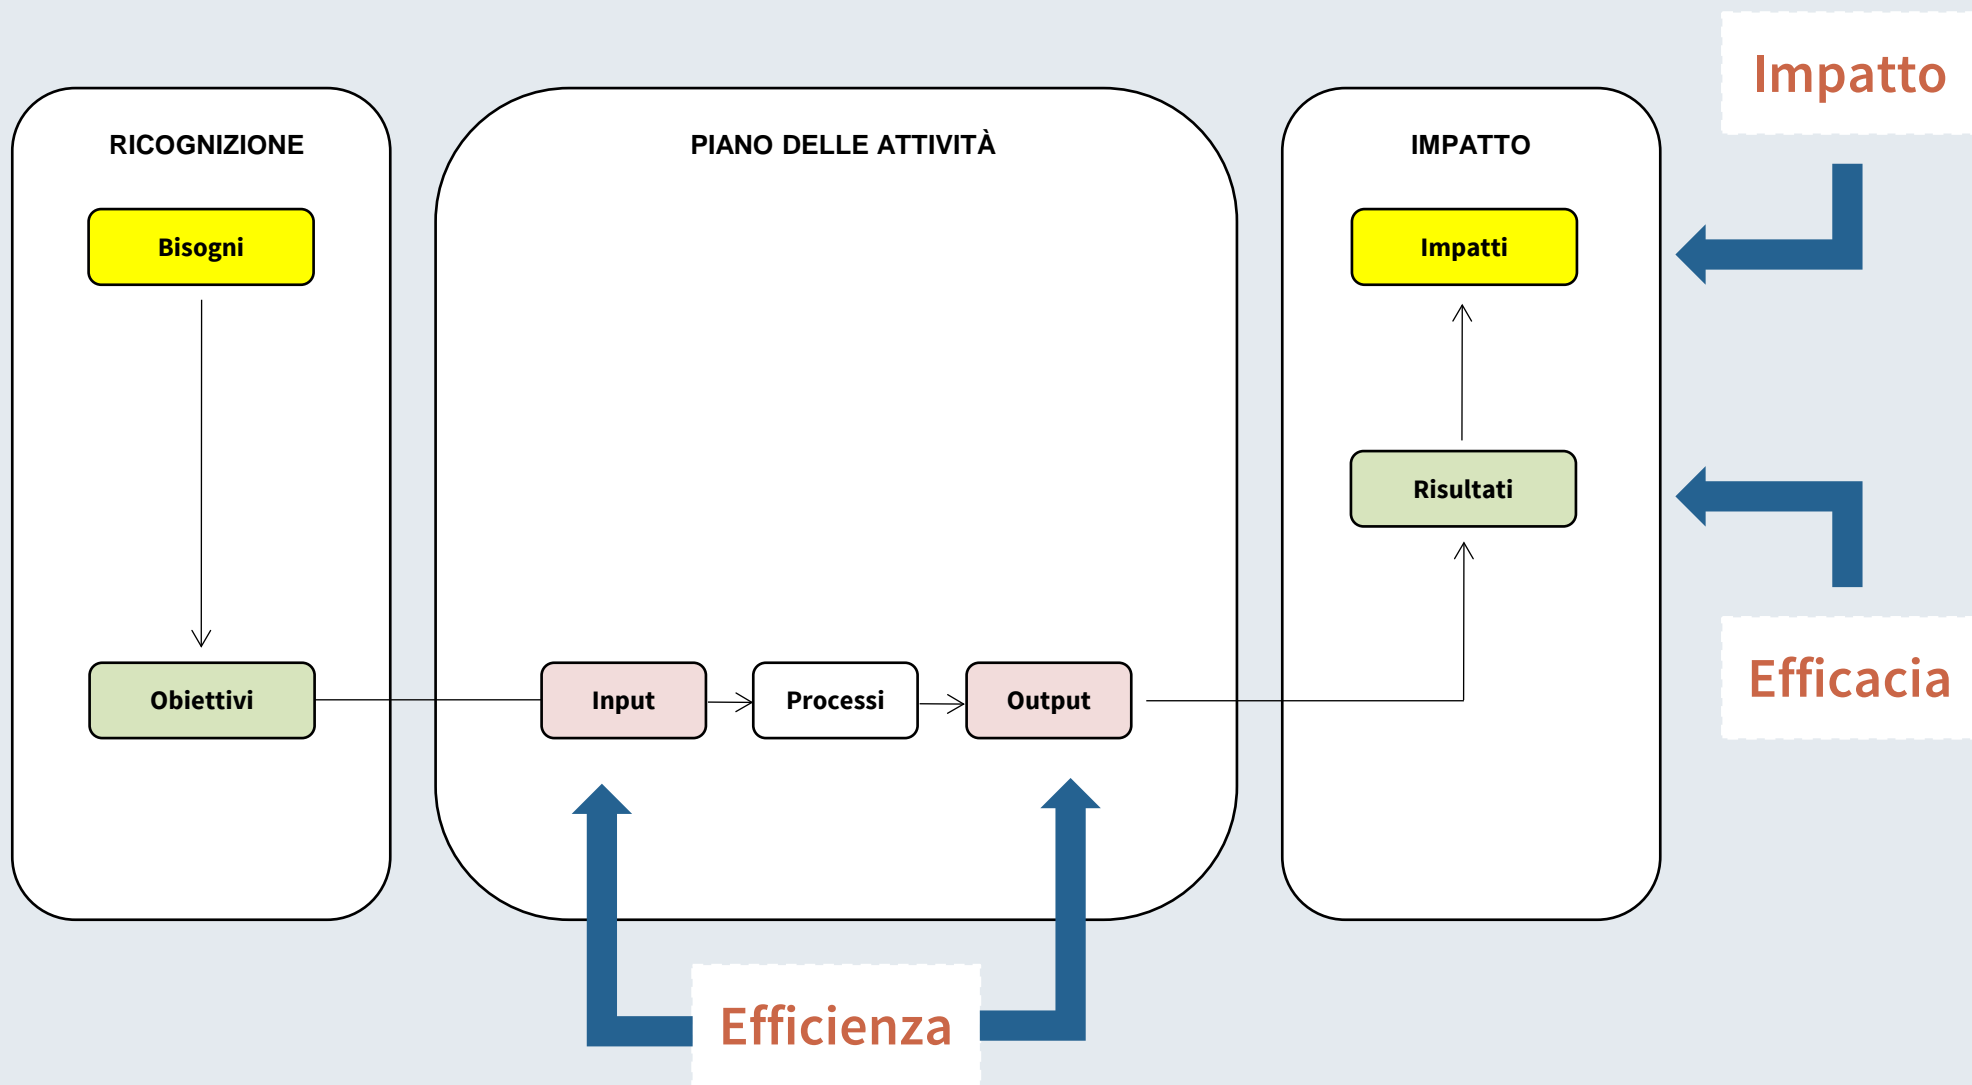 Impatto
RICOGNIZIONE
PIANO DELLE ATTIVITÀ
IMPATTO
Bisogni
Impatti
Risultati
Obiettivi
Input
Processi
Output
Efficacia
Efficienza